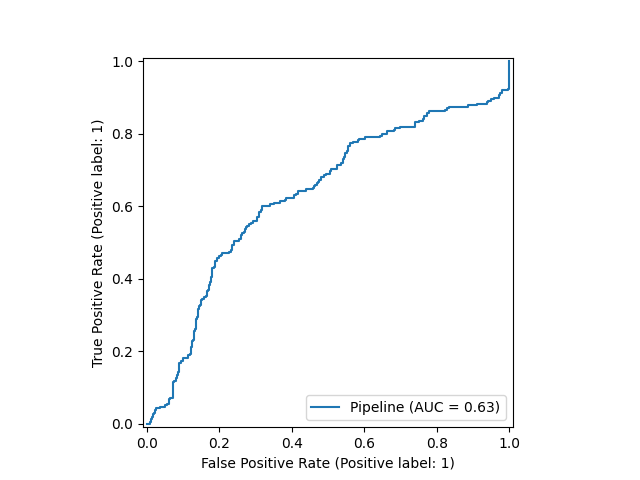 1.0
0.8
0.6
0.4
0.2
0.0
True Positive Rate (Positive label: 1)
Pipeline (AUC = 0.63)
0.0 0.2 0.4 0.6 0.8 1.0
False Positive Rate (Positive label: 1)